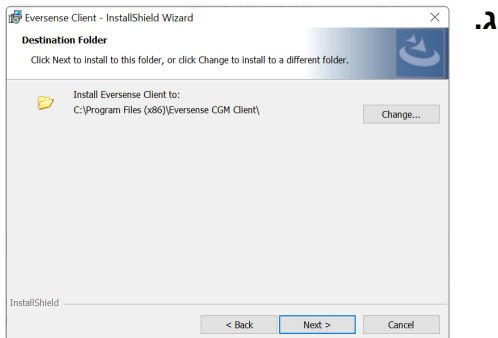 ג.
Eversense Client - InstallShield Wizard
Destination Folder
Click Next to install to this folder, or click Change to install to a different folder.
Install Eversense Client to:
C:\Program Files (x86)\Eversense CGM Client\
Change...
InstallShield
< Back Next > Cancel